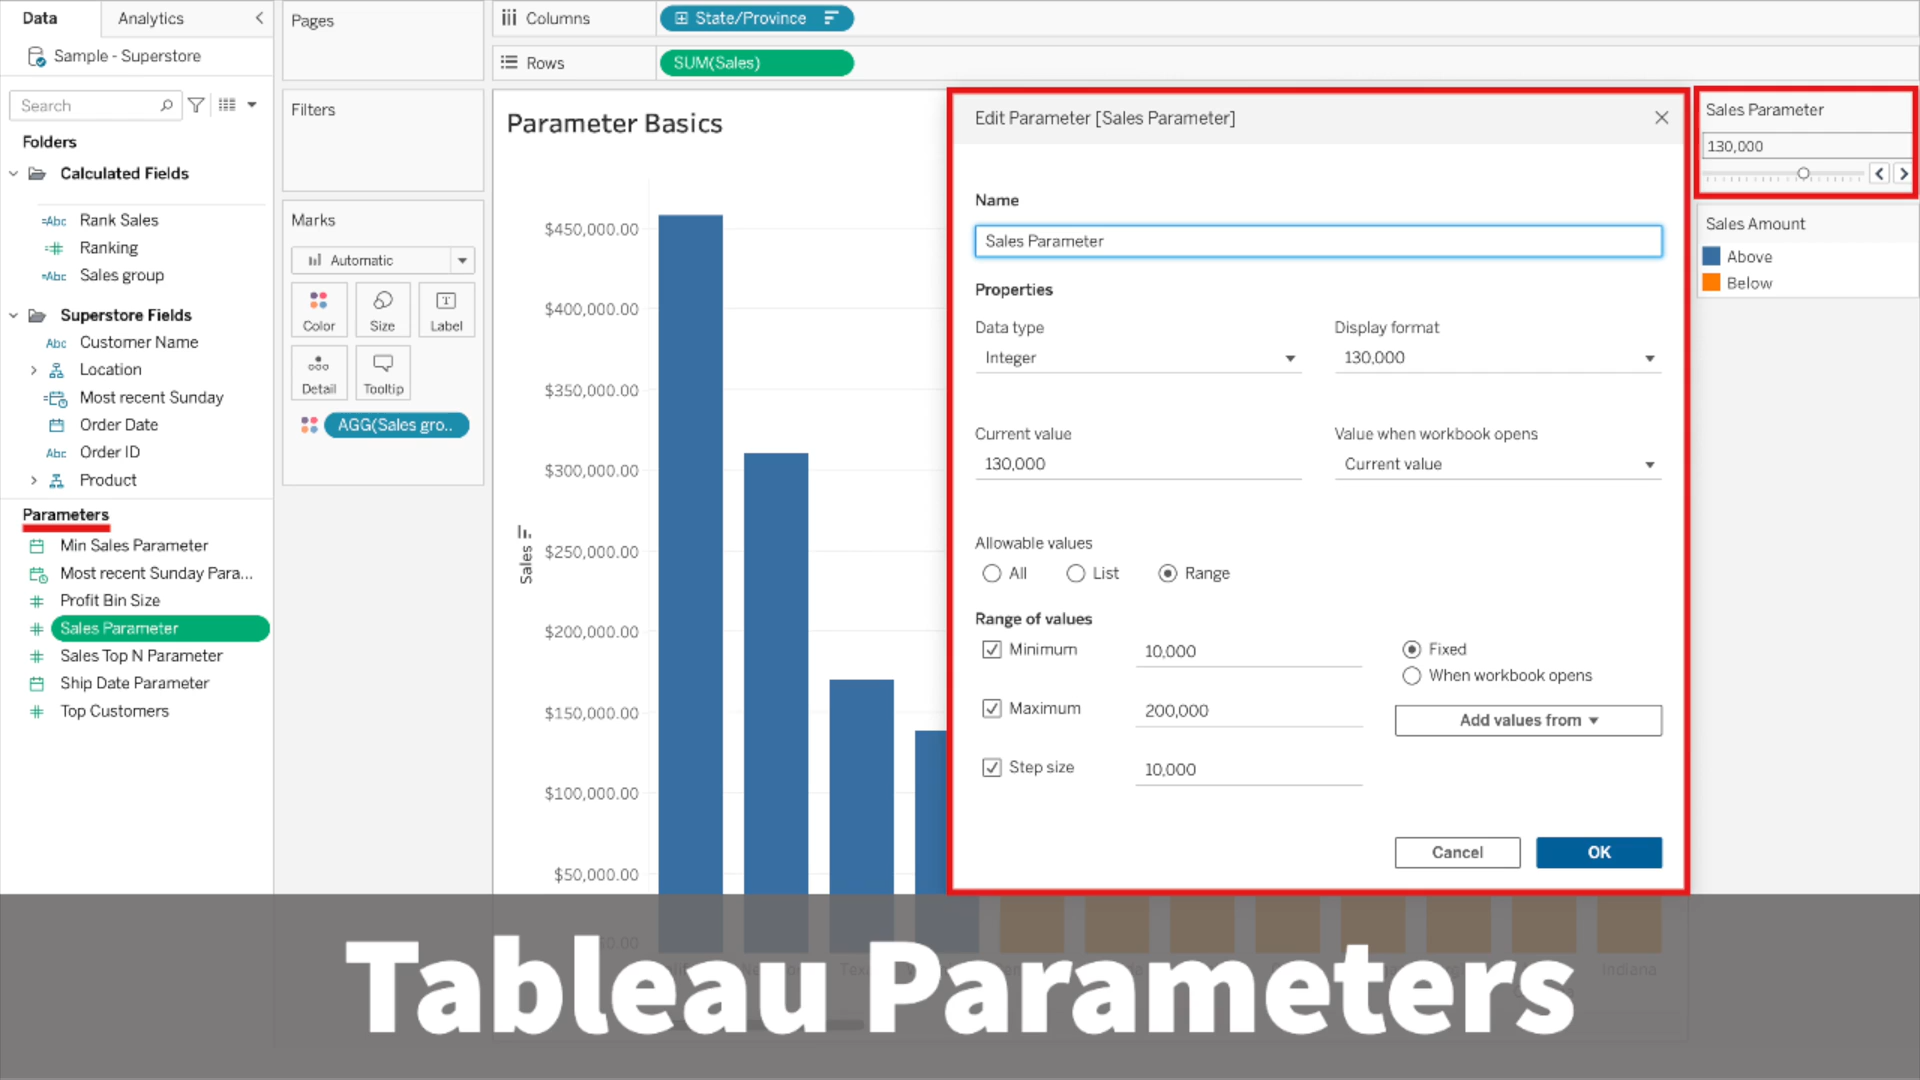 Data
Analytics
Sample - Superstore
Search
Folders
Calculated Fields
=Abc Rank Sales
=# Ranking
=Abc Sales group
Superstore Fields
Abc Customer Name
Location
Most recent Sunday
Order Date
Abc Order ID
Product
Parameters
Min Sales Parameter
Most recent Sunday Para...
# Profit Bin Size
# Sales Parameter
# Sales Top N Parameter
Ship Date Parameter
# Top Customers
Pages
Filters
Marks
Automatic
Color
Size
T
Label
Detail
Tooltip
AGG(Sales gro..
Columns
State/Province
Rows
SUM(Sales)
Parameter Basics
Sales
$450,000.00
$400,000.00
$350,000.00
$300,000.00
$250,000.00
$200,000.00
$150,000.00
$100,000.00
$50,000.00
Indiana
Edit Parameter [Sales Parameter]
Name
Sales Parameter
Properties
Data type
Display format
Integer
130,000
Current value
Value when workbook opens
130,000
Current value
Allowable values
All
List
Range
Range of values
Minimum
10,000
Fixed
When workbook opens
Maximum
200,000
Add values from
Step size
10,000
Cancel
OK
Sales Parameter
130,000
Sales Amount
Above
Below
Tableau Parameters